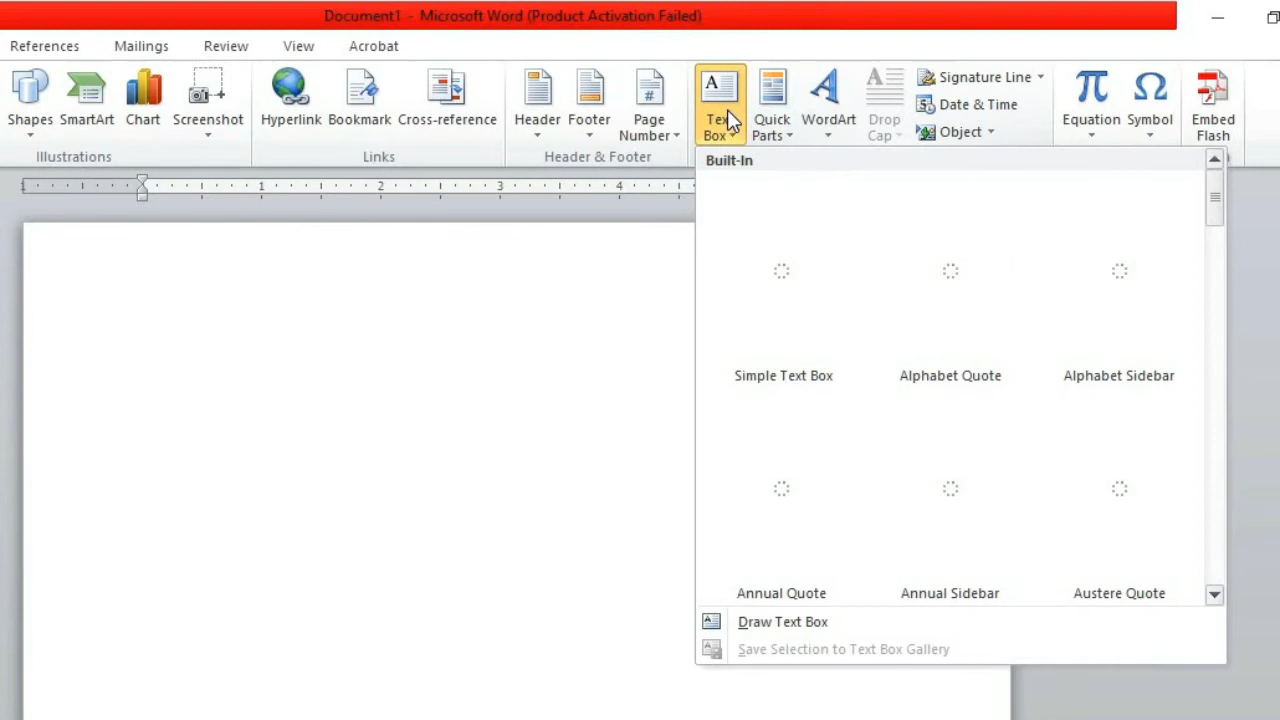 Document1 - Microsoft Word (Product Activation Failed)
References Mailings Review View Acrobat
Shapes SmartArt Chart Screenshot Hyperlink Bookmark Cross-reference Header Footer Page Number Text Box Quick Parts WordArt Drop Cap Signature Line Equation Symbol Embed Flash
Date & Time
Object
Illustrations Links Header & Footer
Built-In
1 1 2 3 4
Simple Text Box Alphabet Quote Alphabet Sidebar
Annual Quote Annual Sidebar Austere Quote
Draw Text Box
Save Selection to Text Box Gallery